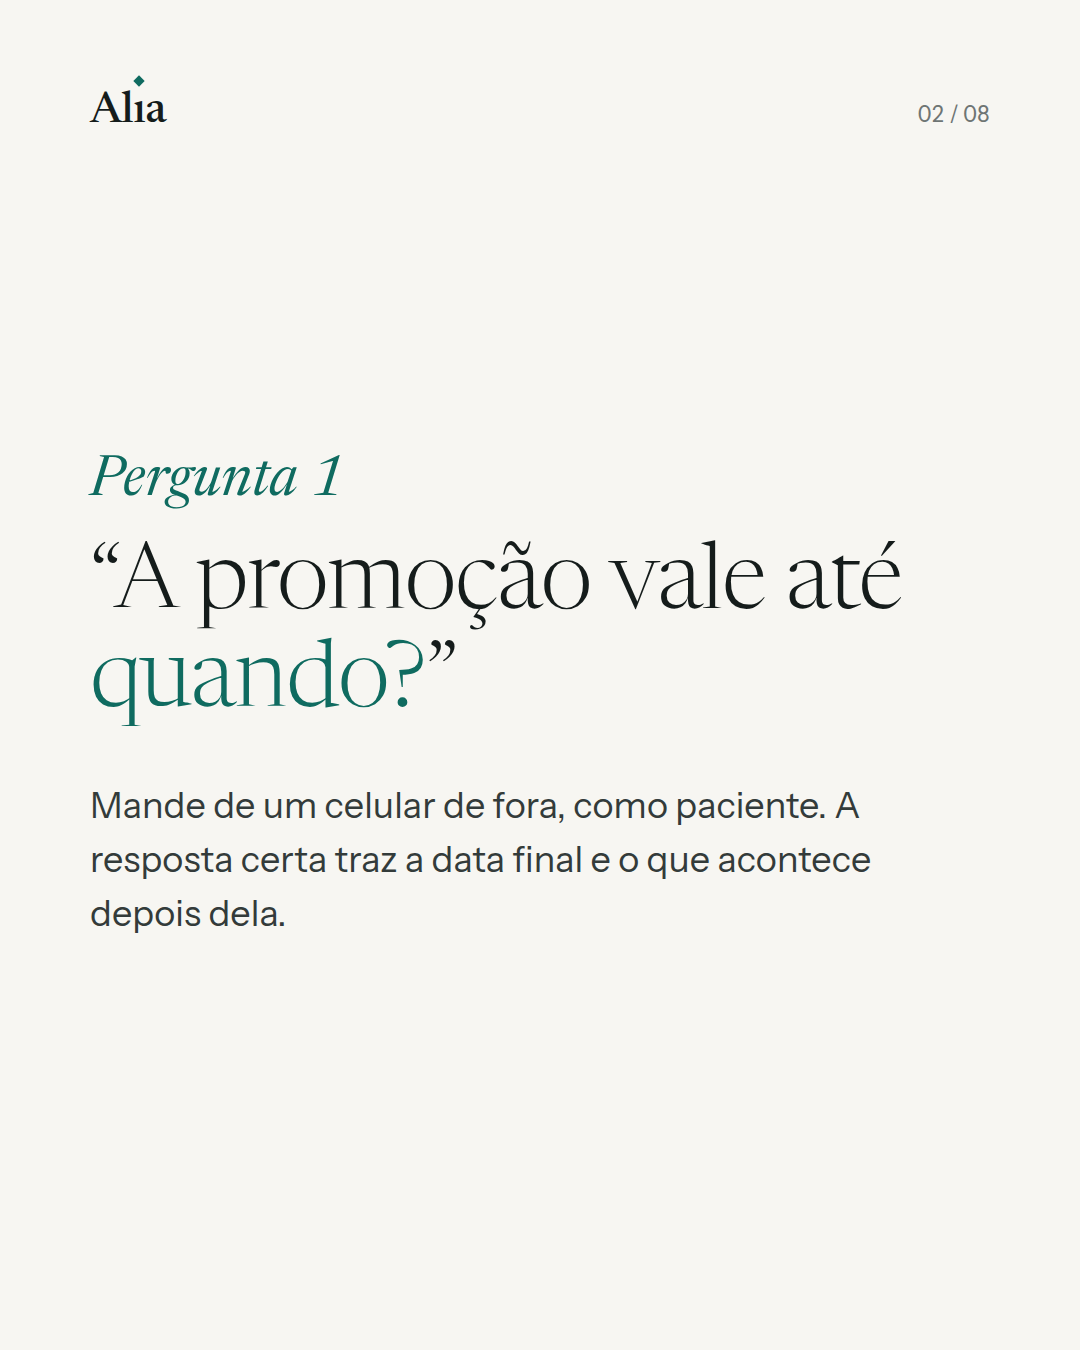 Alia
02 / 08
Pergunta 1
“A promoção vale até
quando?”
Mande de um celular de fora, como paciente. A
resposta certa traz a data final e o que acontece
depois dela.